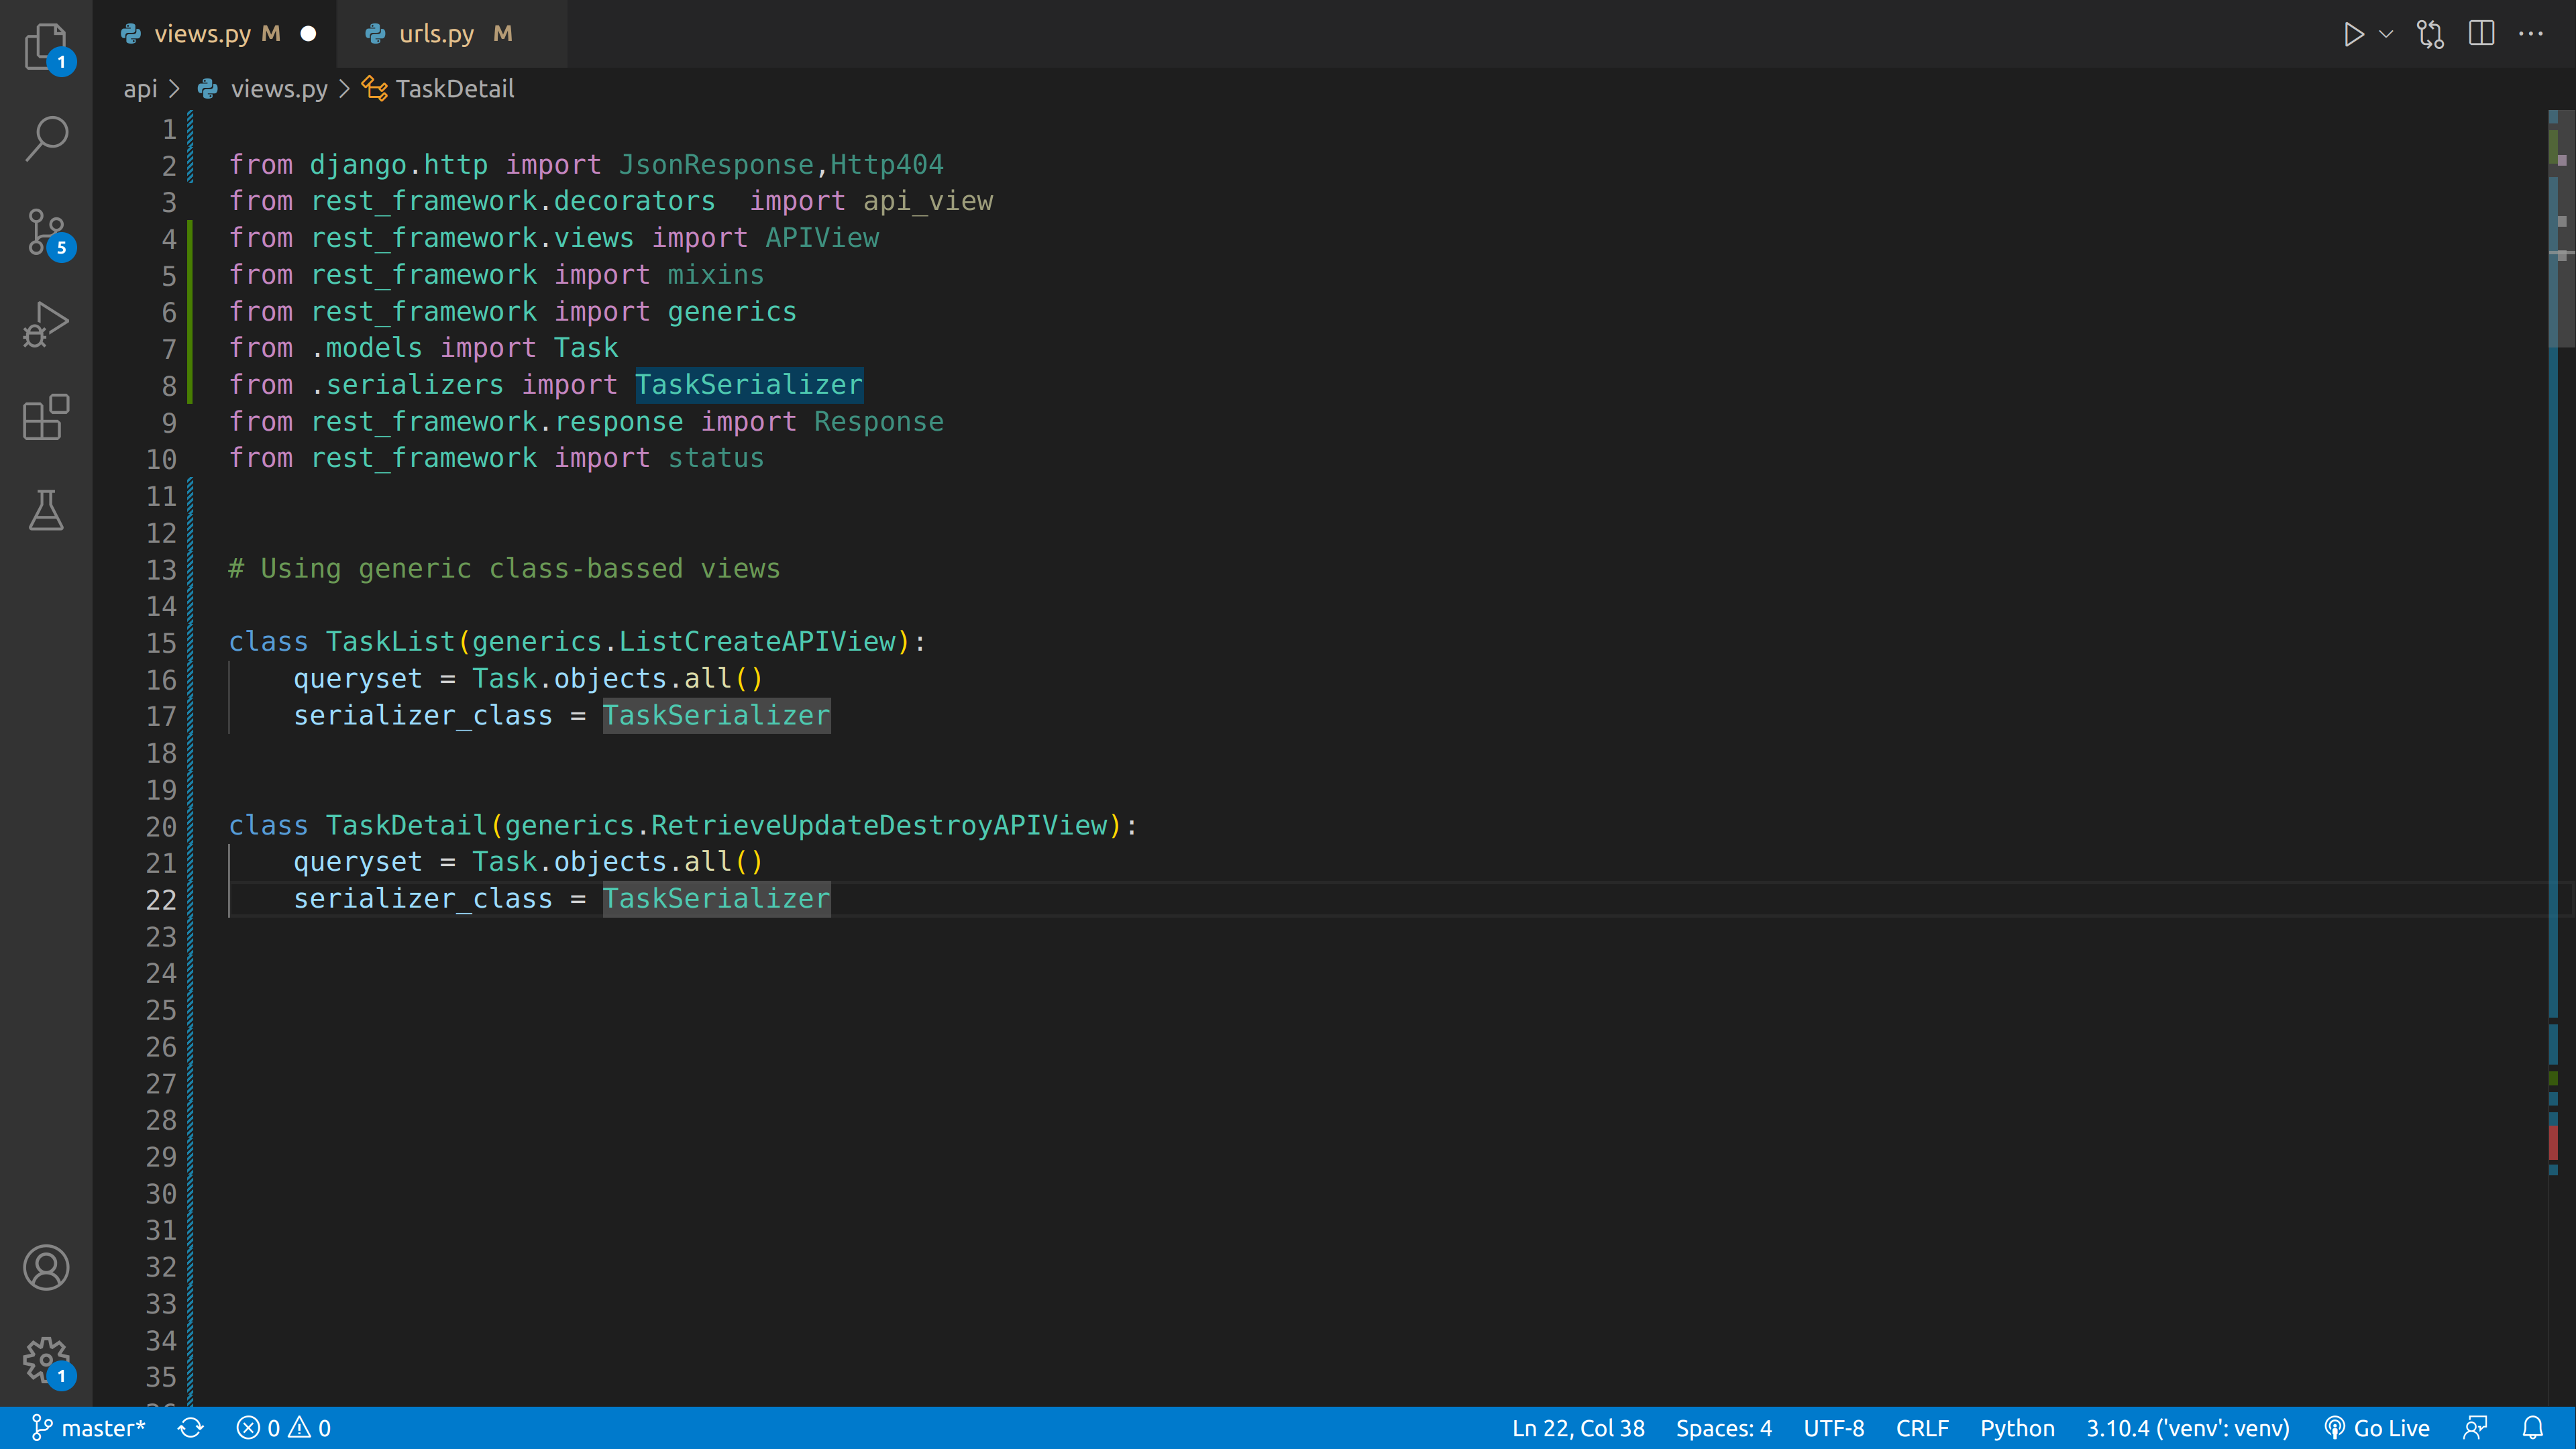 views.py M
urls.py M
api > views.py > TaskDetail
1
1
2 from django.http import JsonResponse,Http404
3 from rest_framework.decorators  import api_view
4 from rest_framework.views import APIView
5 from rest_framework import mixins
6 from rest_framework import generics
7 from .models import Task
8 from .serializers import TaskSerializer
9 from rest_framework.response import Response
10 from rest_framework import status
11
12
13 # Using generic class-bassed views
14
15 class TaskList(generics.ListCreateAPIView):
16     queryset = Task.objects.all()
17     serializer_class = TaskSerializer
18
19
20 class TaskDetail(generics.RetrieveUpdateDestroyAPIView):
21     queryset = Task.objects.all()
22     serializer_class = TaskSerializer
23
24
25
26
27
28
29
30
31
32
33
34
35
5
1
master* 0 0 Ln 22, Col 38 Spaces: 4 UTF-8 CRLF Python 3.10.4 ('venv': venv) Go Live